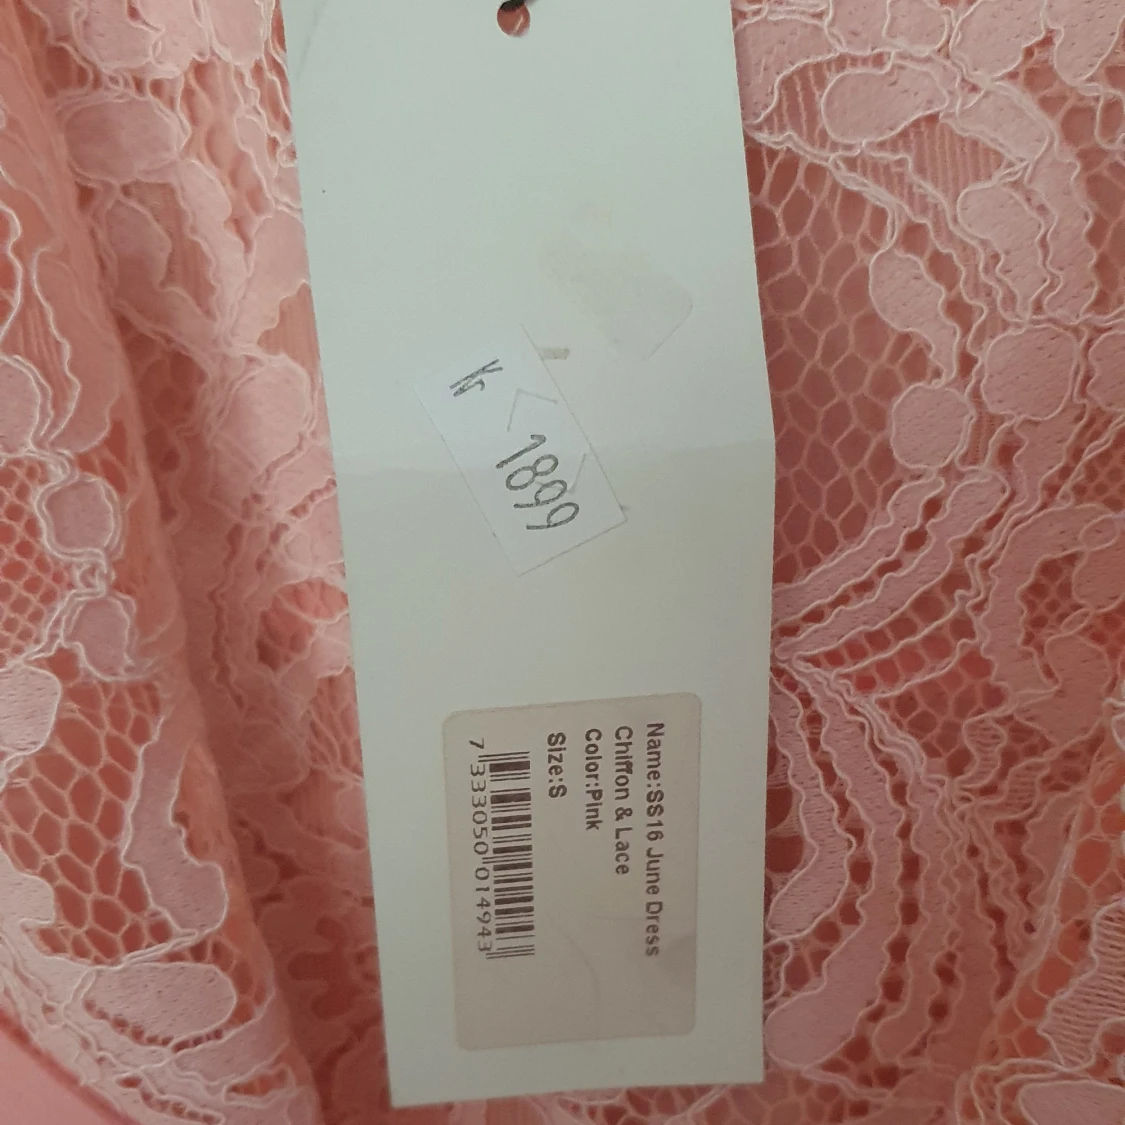 Kr 1899
Name:SS16 June Dress
Chiffon & Lace
Color:Pink
Size:S
7 333050 014943